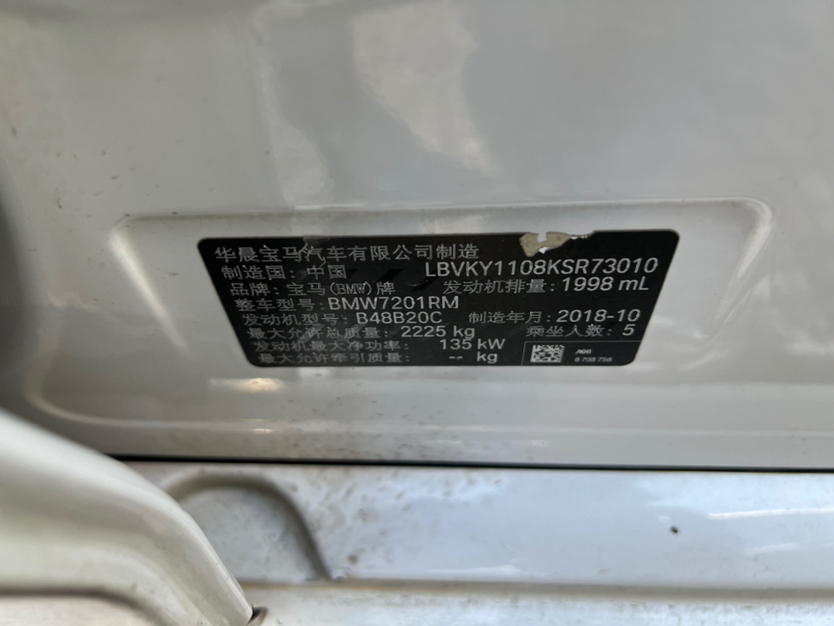 华晨宝马汽车有限公司制造
制造国：中国 LBVKY1108KSR73010
品牌：宝马(BMW)牌 发动机排量：1998 mL
整车型号：BMW7201RM
发动机型号：B48B20C 制造年月：2018-10
最大允许总质量：2225 kg 乘坐人数：5
发动机最大净功率：135 kW
最大允许牵引质量：-- kg
8 798 798